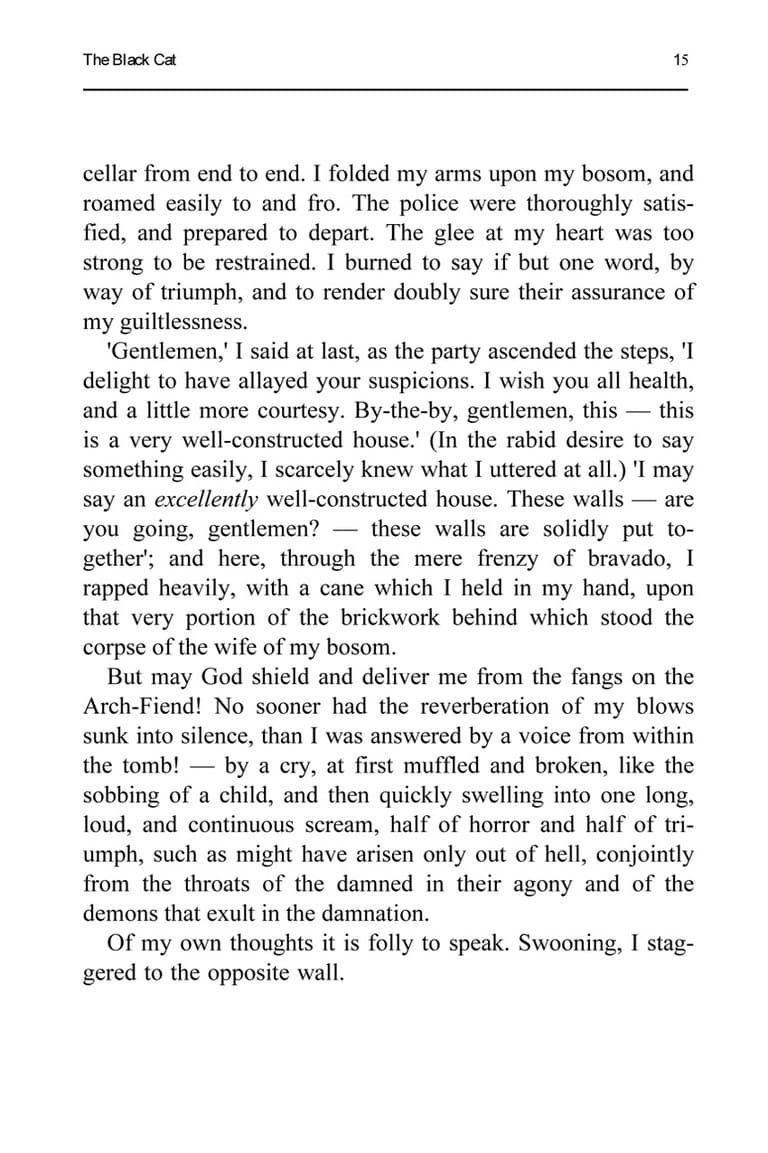 The Black Cat 15
cellar from end to end. I folded my arms upon my bosom, and
roamed easily to and fro. The police were thoroughly satis-
fied, and prepared to depart. The glee at my heart was too
strong to be restrained. I burned to say if but one word, by
way of triumph, and to render doubly sure their assurance of
my guiltlessness.
'Gentlemen,' I said at last, as the party ascended the steps, 'I
delight to have allayed your suspicions. I wish you all health,
and a little more courtesy. By-the-by, gentlemen, this — this
is a very well-constructed house.' (In the rabid desire to say
something easily, I scarcely knew what I uttered at all.) 'I may
say an excellently well-constructed house. These walls — are
you going, gentlemen? — these walls are solidly put to-
gether'; and here, through the mere frenzy of bravado, I
rapped heavily, with a cane which I held in my hand, upon
that very portion of the brickwork behind which stood the
corpse of the wife of my bosom.
But may God shield and deliver me from the fangs on the
Arch-Fiend! No sooner had the reverberation of my blows
sunk into silence, than I was answered by a voice from within
the tomb! — by a cry, at first muffled and broken, like the
sobbing of a child, and then quickly swelling into one long,
loud, and continuous scream, half of horror and half of tri-
umph, such as might have arisen only out of hell, conjointly
from the throats of the damned in their agony and of the
demons that exult in the damnation.
Of my own thoughts it is folly to speak. Swooning, I stag-
gered to the opposite wall.